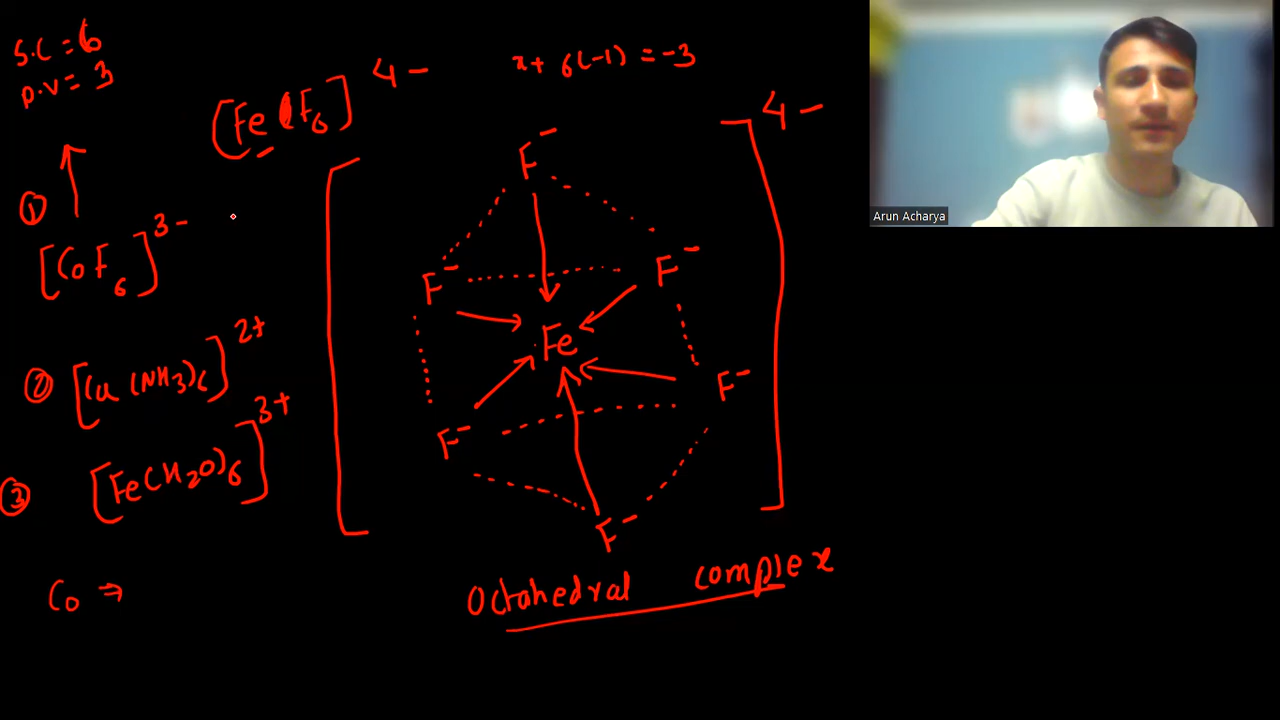 S.C = 6
P.V = 3
[Fe F6]4-
x + 6(-1) = -3
①
[CoF6]3-
②
[Cu(NH3)6]2+
③
[Fe(H2O)6]3+
Co ⇒
[ ]4-
F-
F-
F-
Fe
F-
F-
F-
Octahedral complex
Arun Acharya